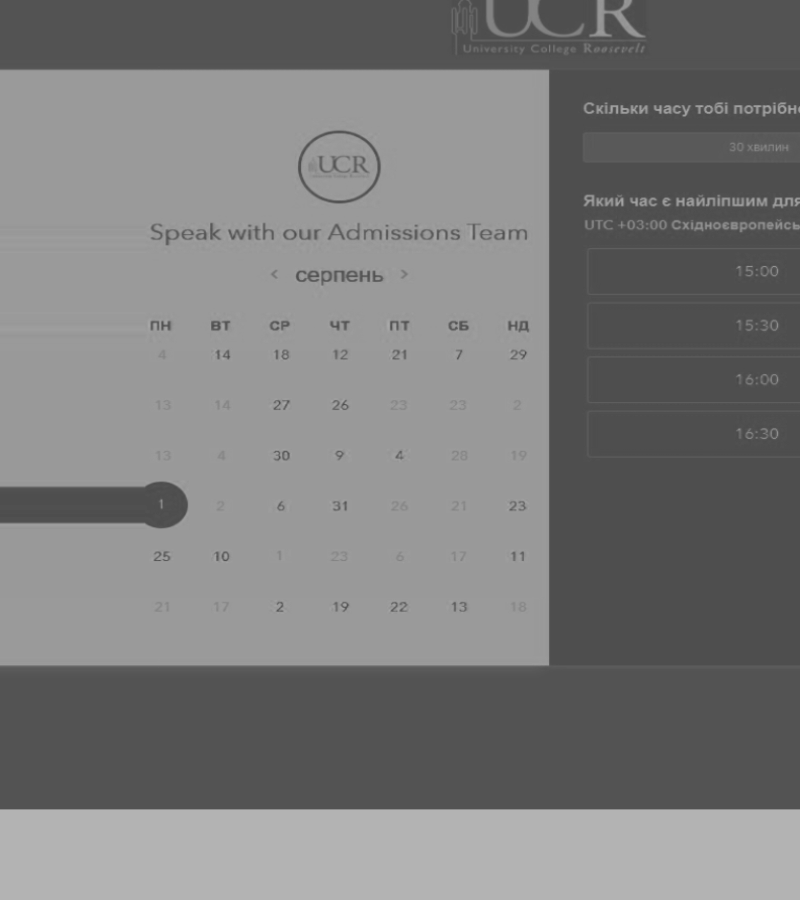 UCR
University College Roosevelt
UCR
Speak with our Admissions Team
< серпень >
ПН ВТ СР ЧТ ПТ СБ НД
4 14 18 12 21 7 29
13 14 27 26 23 23 2
13 4 30 9 4 28 19
1 2 6 31 26 21 23
25 10 1 23 6 17 11
21 17 2 19 22 13 18
Скільки часу тобі потрібн
30 хвилин
Який час є найліпшим для
UTC +03:00 Східноєвропейсь
15:00
15:30
16:00
16:30